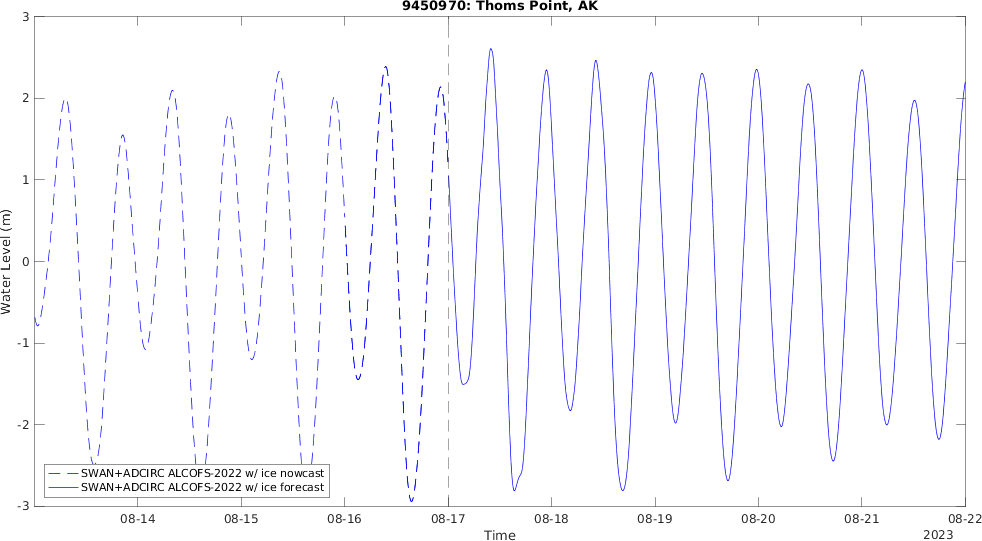 9450970: Thoms Point, AK
3
2
1
0
-1
-2
-3
Water Level (m)
SWAN+ADCIRC ALCOFS-2022 w/ ice nowcast
SWAN+ADCIRC ALCOFS-2022 w/ ice forecast
08-14 08-15 08-16 08-17 08-18 08-19 08-20 08-21 08-22
Time
2023